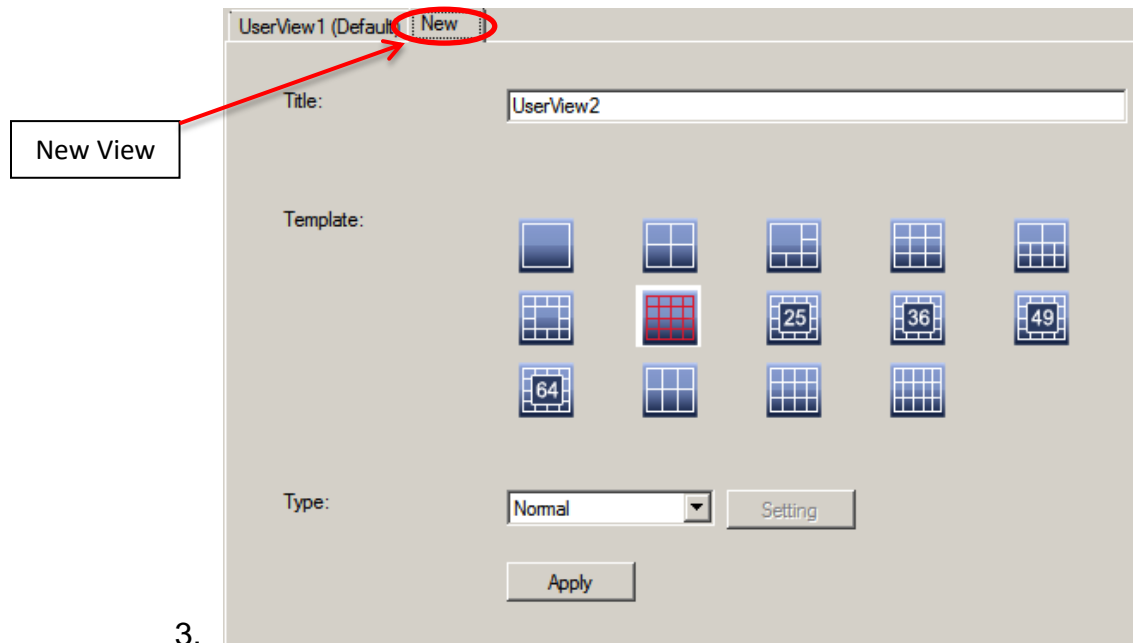 UserView1 (Default) New
Title: UserView2
New View
Template:
25 36 49
64
Type: Normal Setting
Apply
3.